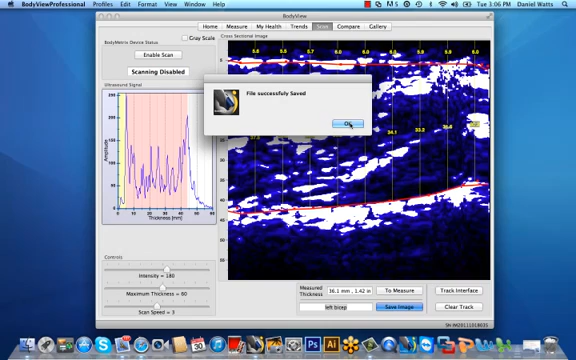 BodyViewProfessional Profiles Edit Format View Window Help
Tue 3:06 PM Daniel Watts
BodyView
Home Measure My Health Trends Scan Compare Gallery
BodyMetrix Device Status
Gray Scale
Cross Sectional Image
Enable Scan
Scanning Disabled
Ultrasound Signal
File successfuly Saved
OK
Amplitude
Thickness [mm]
Controls
Intensity = 180
Maximum Thickness = 60
Scan Speed = 3
Measured Thickness
36.1 mm , 1.42 in
To Measure
Track Interface
left bicep
Save Image
Clear Track